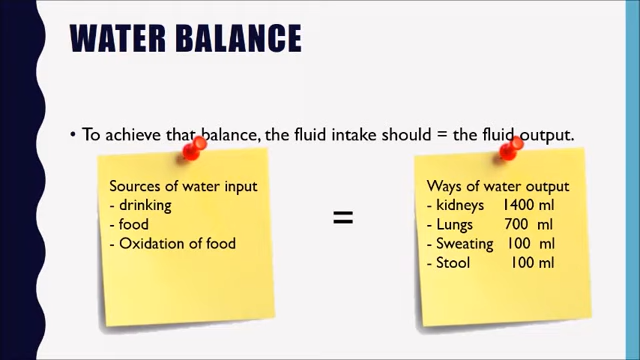 WATER BALANCE
• To achieve that balance, the fluid intake should = the fluid output.
Sources of water input
- drinking
- food
- Oxidation of food
=
Ways of water output
- kidneys 1400 ml
- Lungs 700 ml
- Sweating 100 ml
- Stool 100 ml